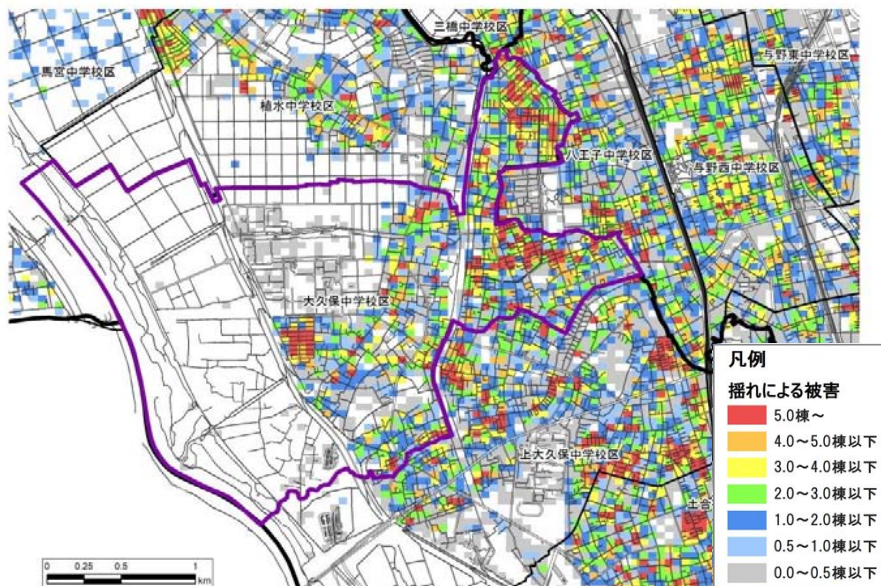 三橋中学校区
与野東中学校区
馬宮中学校区
植水中学校区
八王子中学校区
与野西中学校区
大久保中学校区
上大久保中学校区
土合
凡例
揺れによる被害
5.0棟～
4.0～5.0棟以下
3.0～4.0棟以下
2.0～3.0棟以下
1.0～2.0棟以下
0.5～1.0棟以下
0.0～0.5棟以下
0 0.25 0.5 1
km